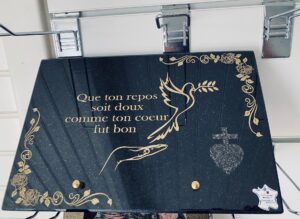 Que ton repos
soit doux
comme ton coeur
fut bon